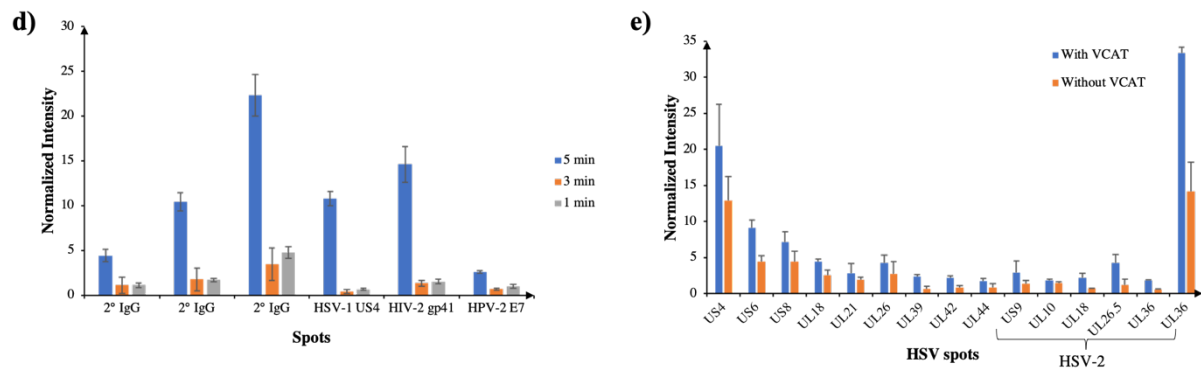 d)
30
25
20
15
10
5
0
Normalized Intensity
2° IgG 2° IgG 2° IgG HSV-1 US4 HIV-2 gp41 HPV-2 E7
Spots
5 min
3 min
1 min
e)
35
30
25
20
15
10
5
0
Normalized Intensity
With VCAT
Without VCAT
US4 US6 US8 UL18 UL21 UL26 UL39 UL42 UL44 US9 UL10 UL18 UL26.5 UL36 UL36
HSV spots
HSV-2